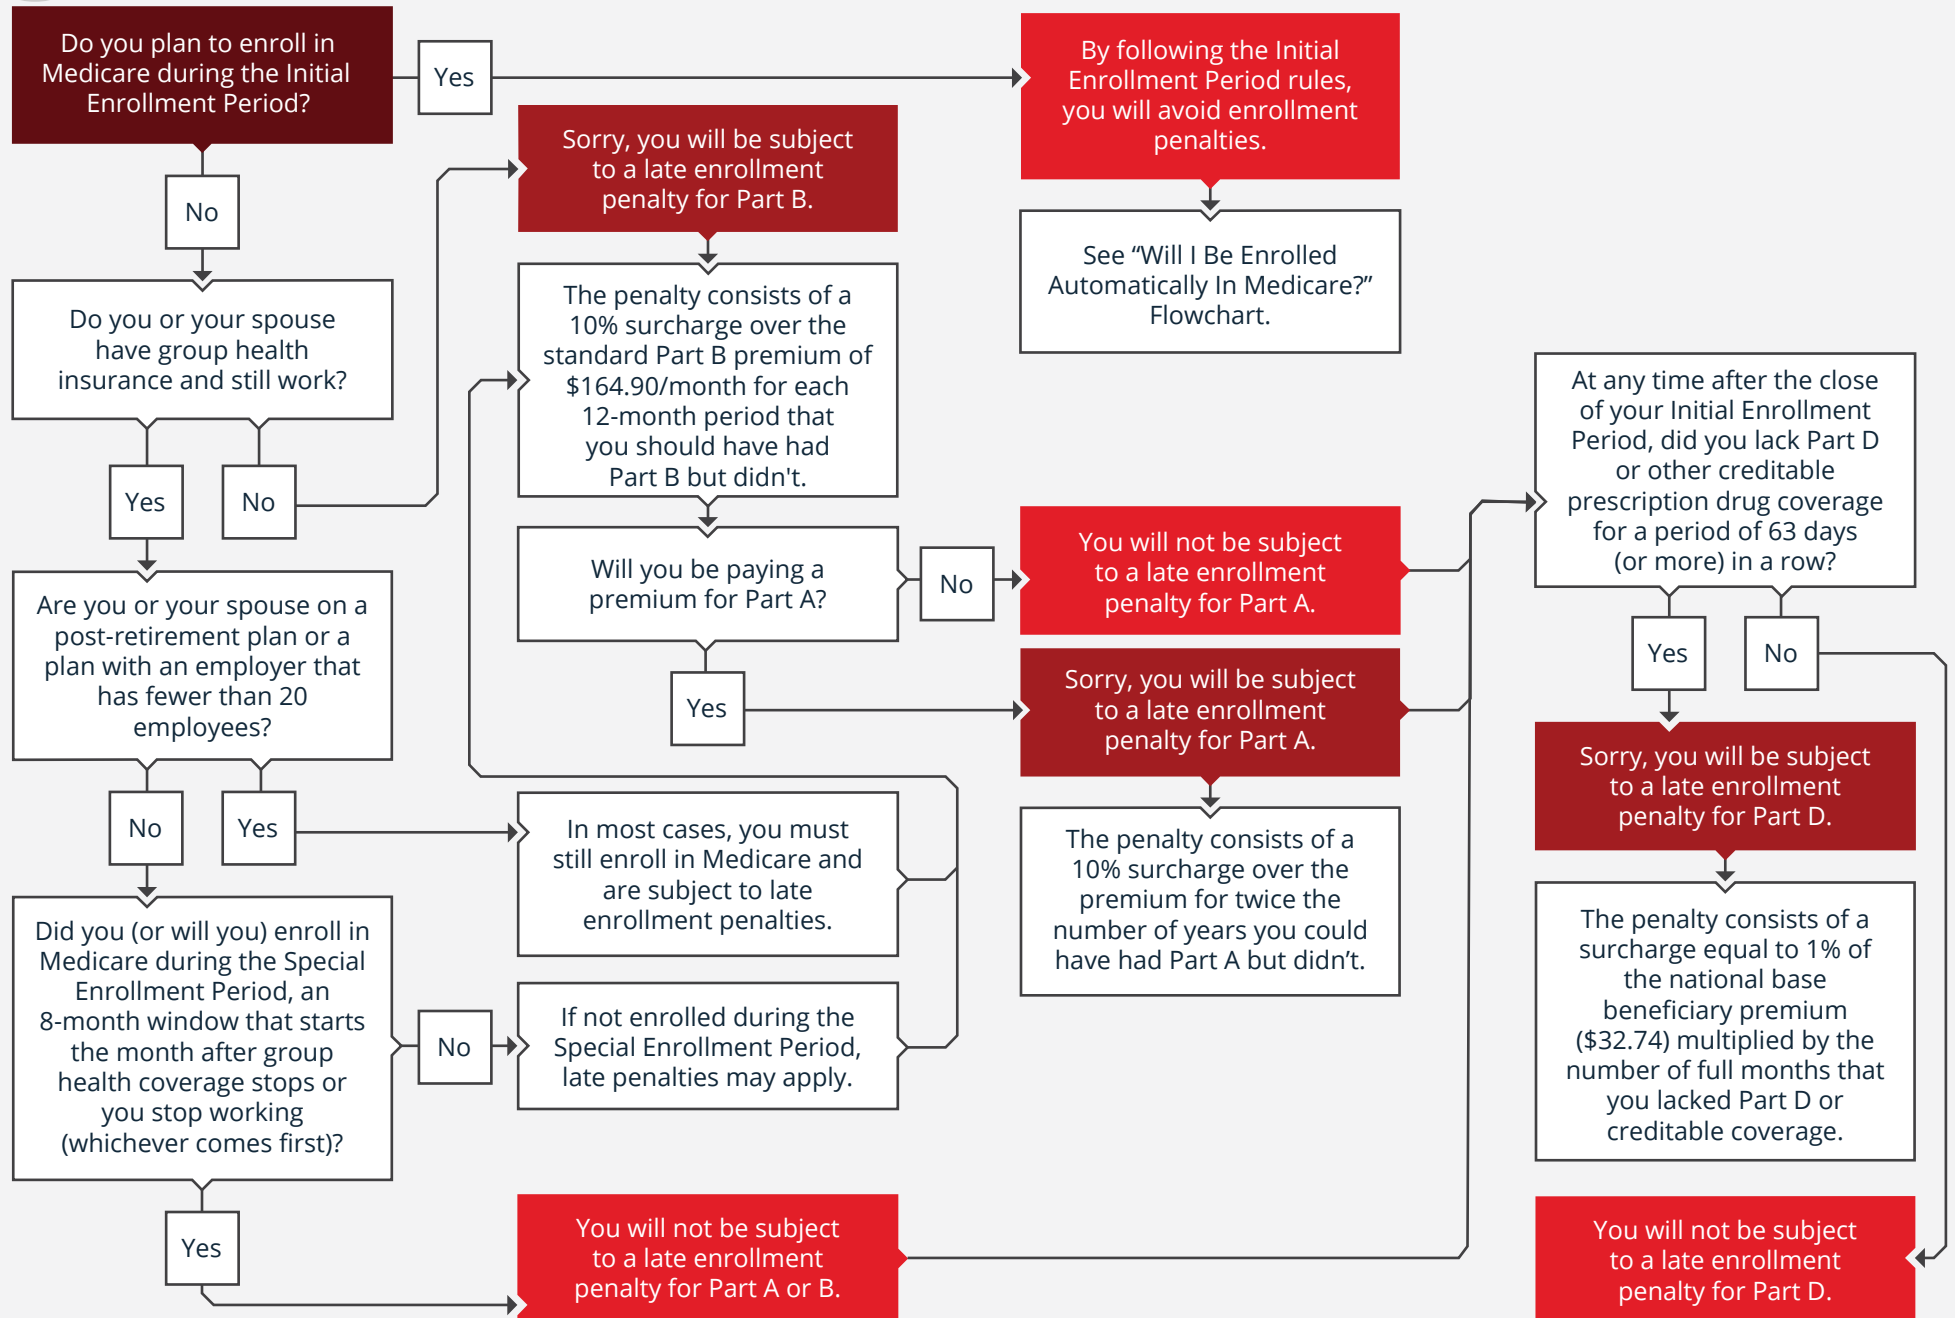 Do you plan to enroll in
Medicare during the Initial
Enrollment Period?
Yes
By following the Initial
Enrollment Period rules,
you will avoid enrollment
penalties.
See “Will I Be Enrolled
Automatically In Medicare?”
Flowchart.
No
Do you or your spouse
have group health
insurance and still work?
Yes
No
Sorry, you will be subject
to a late enrollment
penalty for Part B.
The penalty consists of a
10% surcharge over the
standard Part B premium of
$164.90/month for each
12-month period that
you should have had
Part B but didn't.
Will you be paying a
premium for Part A?
No
You will not be subject
to a late enrollment
penalty for Part A.
Yes
Sorry, you will be subject
to a late enrollment
penalty for Part A.
The penalty consists of a
10% surcharge over the
premium for twice the
number of years you could
have had Part A but didn’t.
Are you or your spouse on a
post-retirement plan or a
plan with an employer that
has fewer than 20
employees?
No
Yes
In most cases, you must
still enroll in Medicare and
are subject to late
enrollment penalties.
Did you (or will you) enroll in
Medicare during the Special
Enrollment Period, an
8-month window that starts
the month after group
health coverage stops or
you stop working
(whichever comes first)?
No
If not enrolled during the
Special Enrollment Period,
late penalties may apply.
Yes
You will not be subject
to a late enrollment
penalty for Part A or B.
At any time after the close
of your Initial Enrollment
Period, did you lack Part D
or other creditable
prescription drug coverage
for a period of 63 days
(or more) in a row?
Yes
No
Sorry, you will be subject
to a late enrollment
penalty for Part D.
The penalty consists of a
surcharge equal to 1% of
the national base
beneficiary premium
($32.74) multiplied by the
number of full months that
you lacked Part D or
creditable coverage.
You will not be subject
to a late enrollment
penalty for Part D.